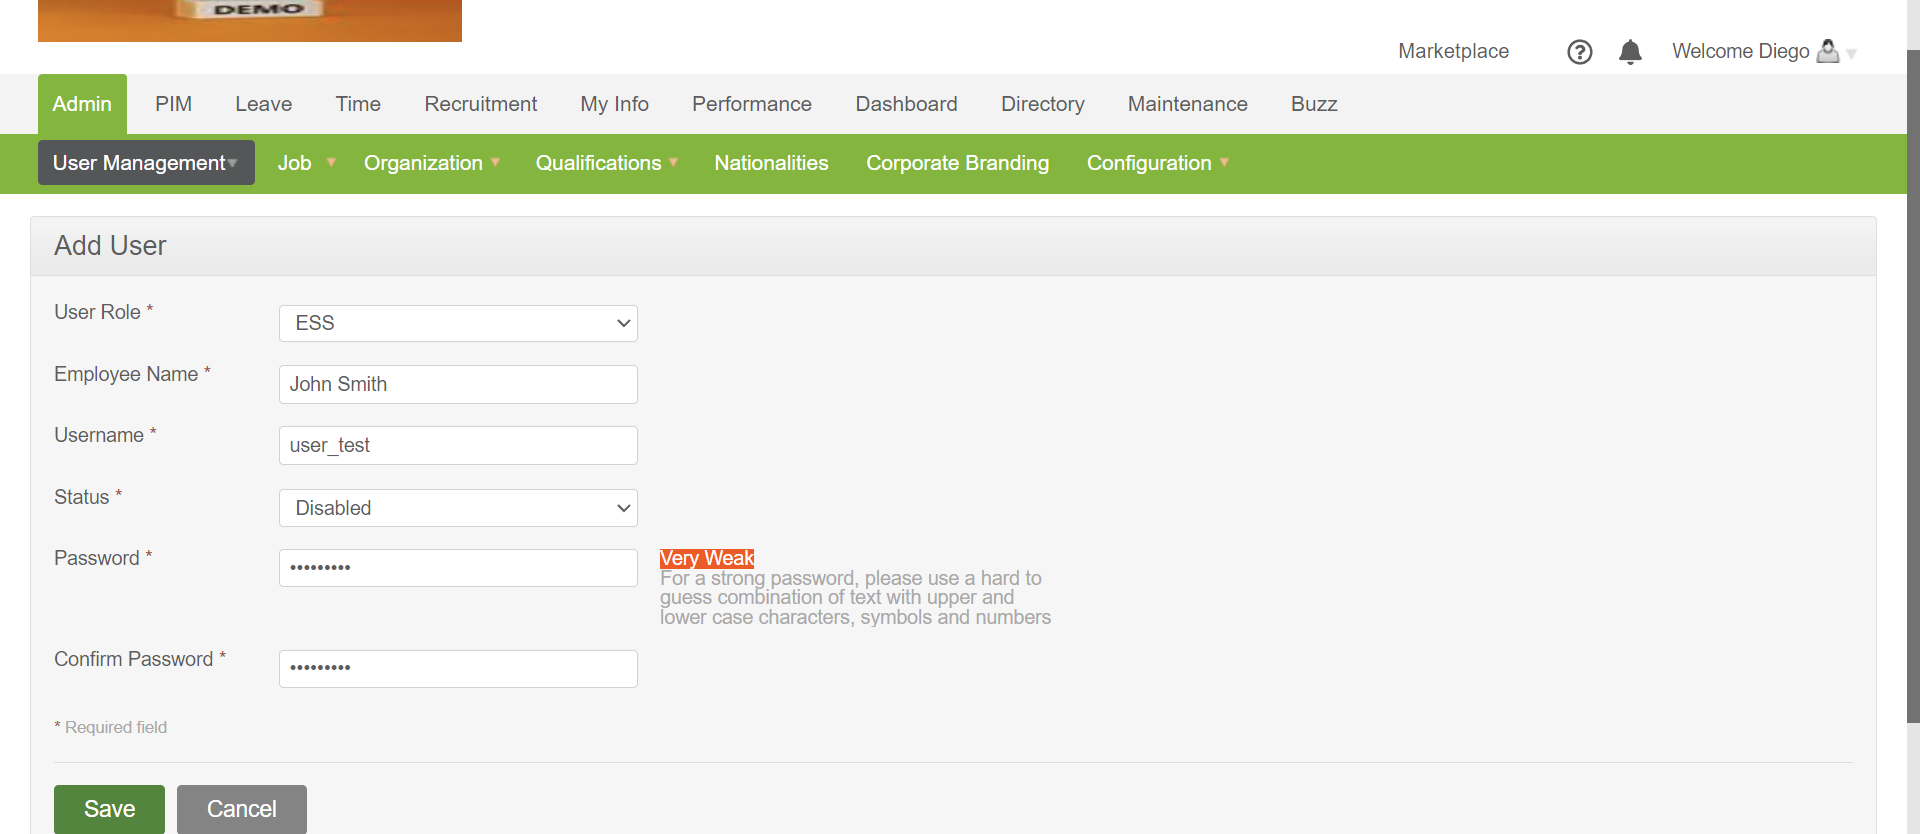 DEMO
Marketplace ? Welcome Diego
Admin PIM Leave Time Recruitment My Info Performance Dashboard Directory Maintenance Buzz
User Management Job Organization Qualifications Nationalities Corporate Branding Configuration
Add User
User Role *
ESS
Employee Name *
John Smith
Username *
user_test
Status *
Disabled
Password *
•••••••••
Very Weak
For a strong password, please use a hard to
guess combination of text with upper and
lower case characters, symbols and numbers
Confirm Password *
•••••••••
* Required field
Save Cancel